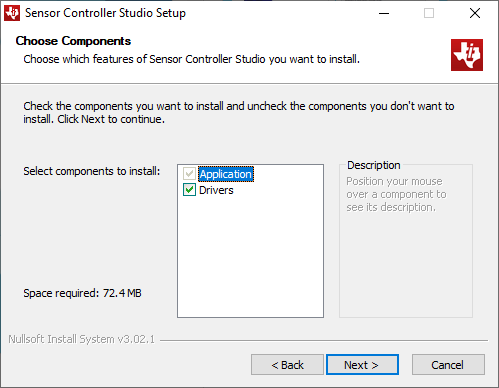 Sensor Controller Studio Setup
Choose Components
Choose which features of Sensor Controller Studio you want to install.
Check the components you want to install and uncheck the components you don't want to
install. Click Next to continue.
Select components to install:
Application
Drivers
Description
Position your mouse
over a component to
see its description.
Space required: 72.4 MB
Nullsoft Install System v3.02.1
< Back
Next >
Cancel